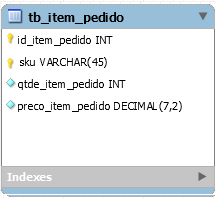 tb_item_pedido
id_item_pedido INT
sku VARCHAR(45)
qtde_item_pedido INT
preco_item_pedido DECIMAL(7,2)
Indexes